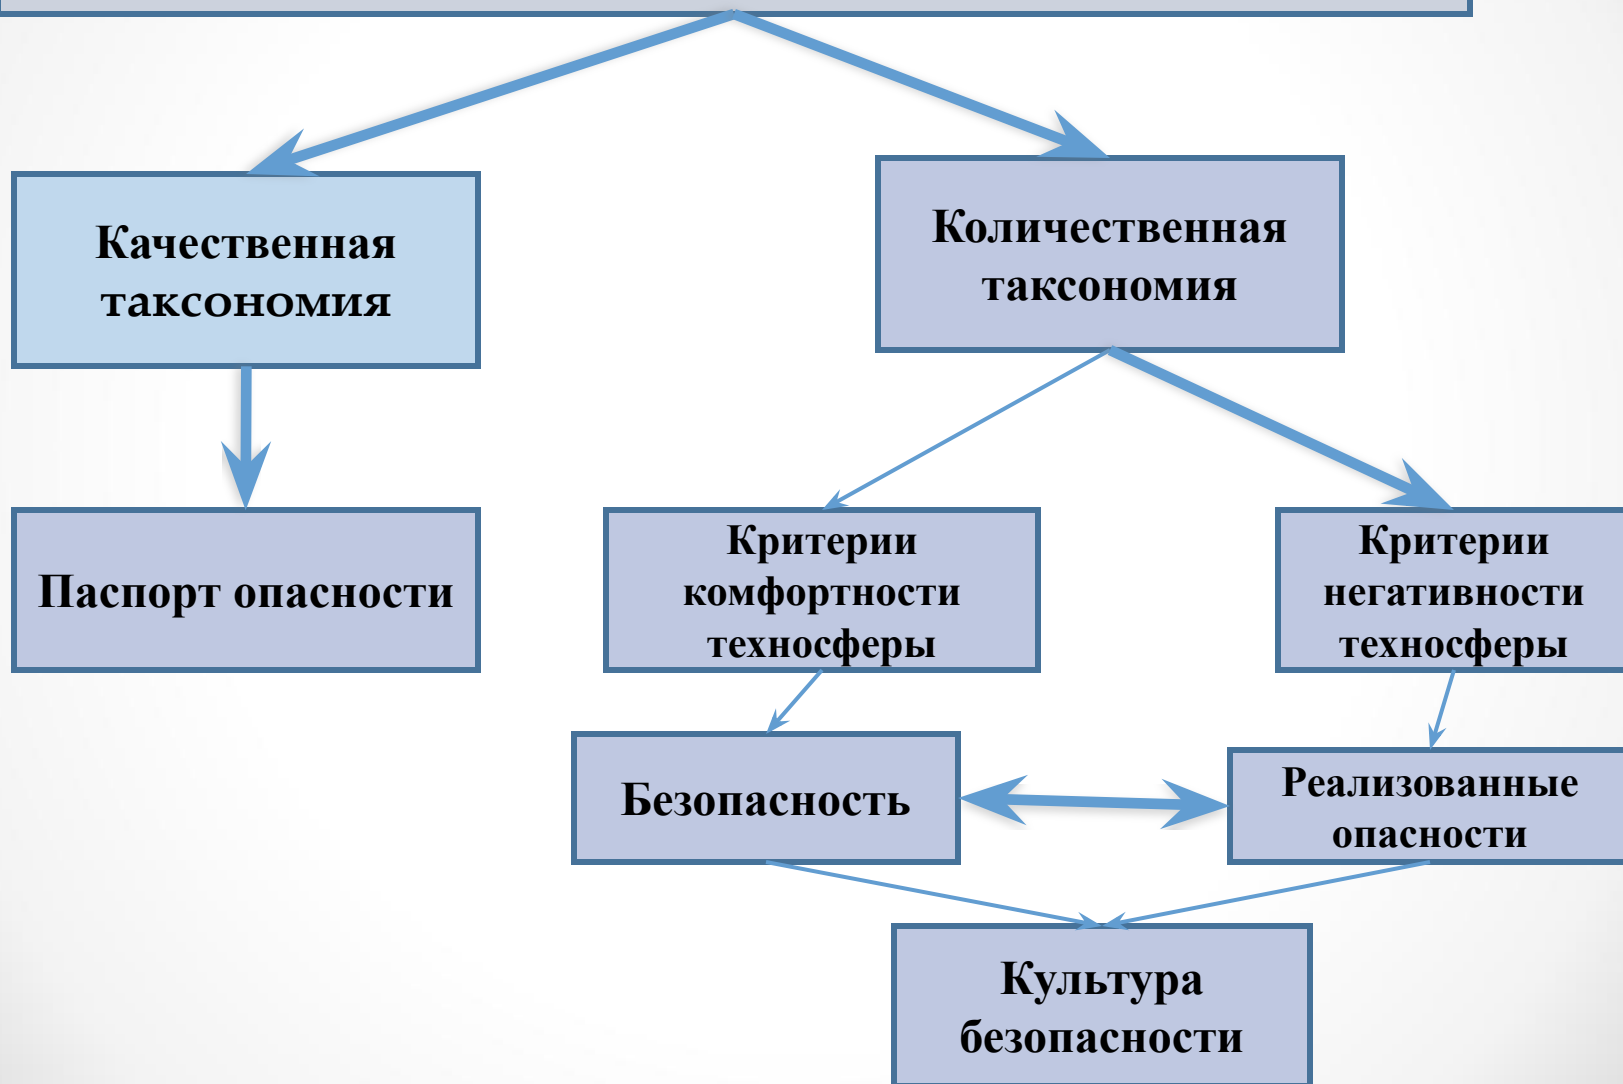 Качественная
таксономия
Количественная
таксономия
Паспорт опасности
Критерии
комфортности
техносферы
Критерии
негативности
техносферы
Безопасность
Реализованные
опасности
Культура
безопасности